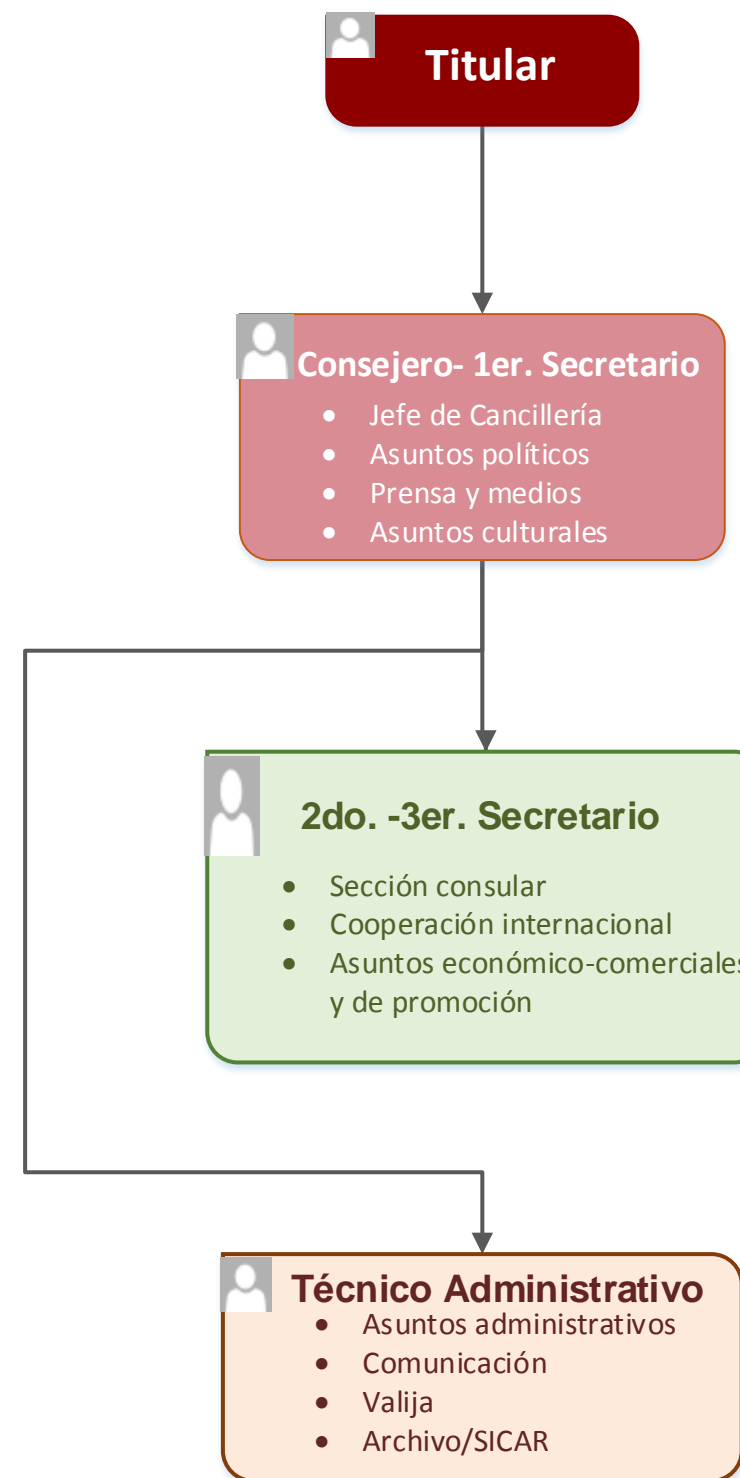 Titular
Consejero- 1er. Secretario
• Jefe de Cancillería
• Asuntos políticos
• Prensa y medios
• Asuntos culturales
2do. -3er. Secretario
• Sección consular
• Cooperación internacional
• Asuntos económico-comerciales
y de promoción
Técnico Administrativo
• Asuntos administrativos
• Comunicación
• Valija
• Archivo/SICAR